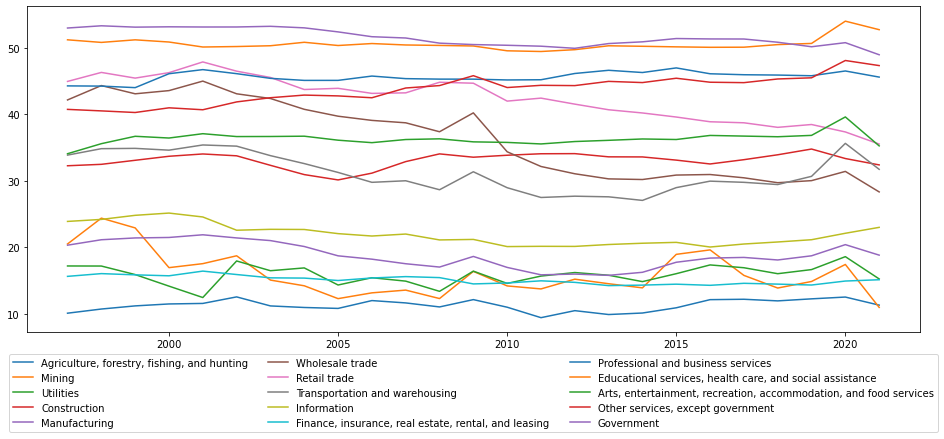 50
40
30
20
10
2000
2005
2010
2015
2020
Agriculture, forestry, fishing, and hunting
Mining
Utilities
Construction
Manufacturing
Wholesale trade
Retail trade
Transportation and warehousing
Information
Finance, insurance, real estate, rental, and leasing
Professional and business services
Educational services, health care, and social assistance
Arts, entertainment, recreation, accommodation, and food services
Other services, except government
Government